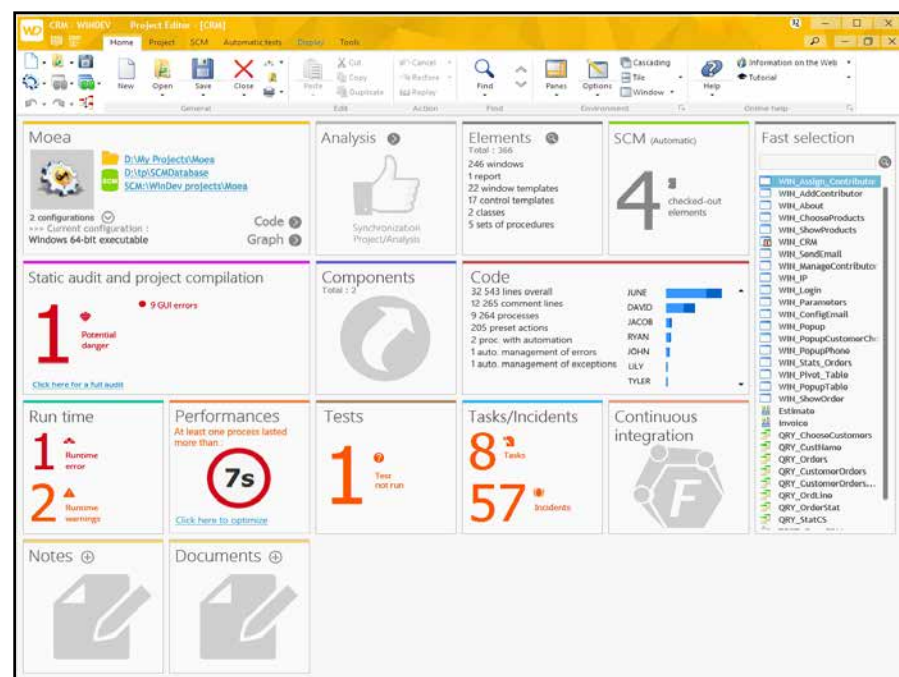 WD CRM - WINDEV Project Editor - [CRM]
Home Project SCM Automatic tests Display Tools
New Open Save Close Paste Cut Copy Duplicate Cancel Restore Replay Find Panes Options Cascading Tile Window Help Information on the Web Tutorial
General Edit Action Find Environment Online help
Moea
D:\My Projects\Moea
D:\tp\SCMDatabase
SCM:\WinDev projects\Moea
SCM
2 configurations
>>> Current configuration :
Windows 64-bit executable
Code
Graph
Analysis
Synchronization
Project/Analysis
Elements
Total : 366
246 windows
1 report
22 window templates
17 control templates
2 classes
5 sets of procedures
SCM (Automatic)
4
checked-out
elements
Fast selection
WIN_Assign_Contributor
WIN_AddContributor
WIN_About
WIN_ChooseProducts
WIN_ShowProducts
WIN_CRM
WIN_SendEmail
WIN_ManageContributor
WIN_IP
WIN_Login
WIN_Parameters
WIN_ConfigEmail
WIN_Popup
WIN_PopupCustomerCho
WIN_PopupPhone
WIN_Stats_Orders
WIN_Pivot_Table
WIN_PopupTable
WIN_ShowOrder
Estimate
Invoice
QRY_ChooseCustomers
QRY_CustName
QRY_Orders
QRY_CustomerOrders
QRY_CustomerOrders...
QRY_OrdLine
QRY_OrderStat
QRY_StatCS
Static audit and project compilation
1
Potential
danger
9 GUI errors
Click here for a full audit
Components
Total : 2
Code
32 543 lines overall
12 265 comment lines
9 264 processes
205 preset actions
2 proc. with automation
1 auto. management of errors
1 auto. management of exceptions
JUNE
DAVID
JACOB
RYAN
JOHN
LILY
TYLER
Run time
1
Runtime
error
2
Runtime
warnings
Performances
At least one process lasted
more than..
7s
Click here to optimize
Tests
1
Test
not run
Tasks/Incidents
8
Tasks
57
Incidents
Continuous
integration
F
Notes
Documents